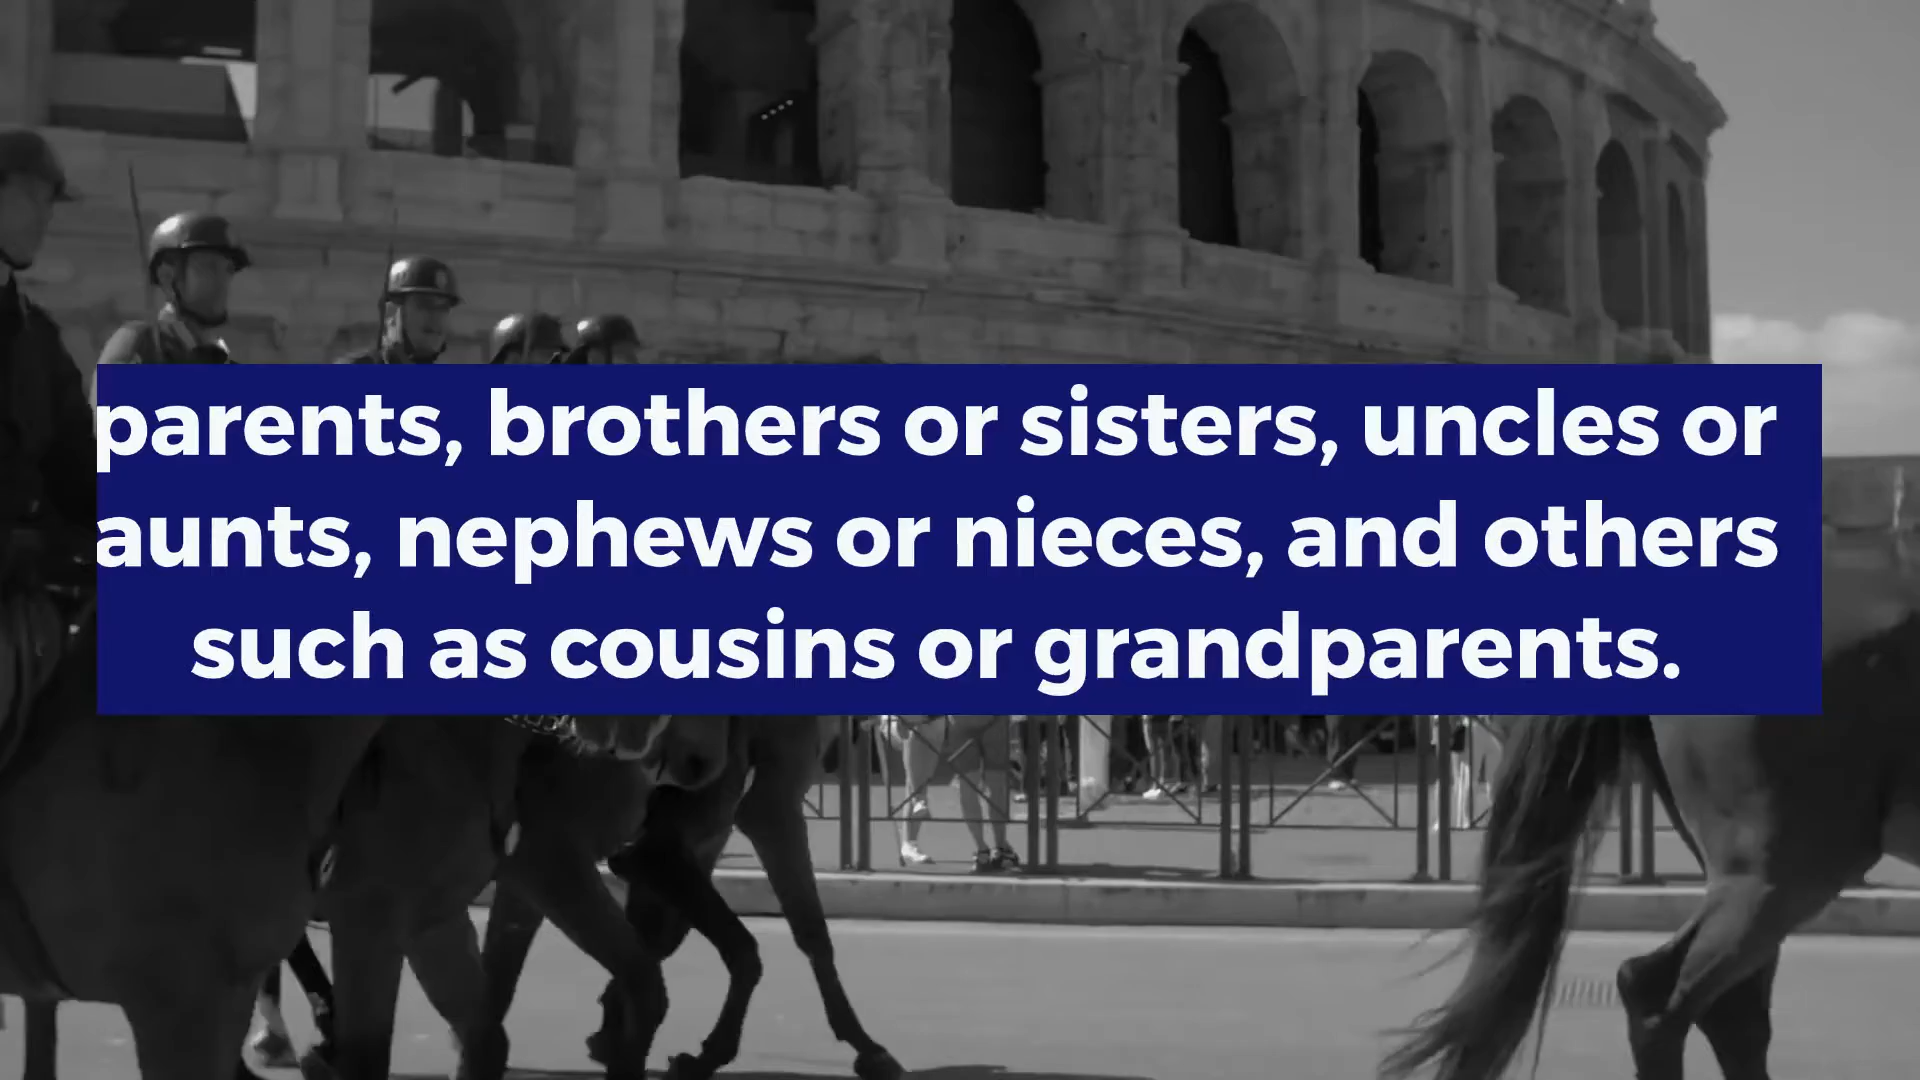 parents, brothers or sisters, uncles or
aunts, nephews or nieces, and others
such as cousins or grandparents.